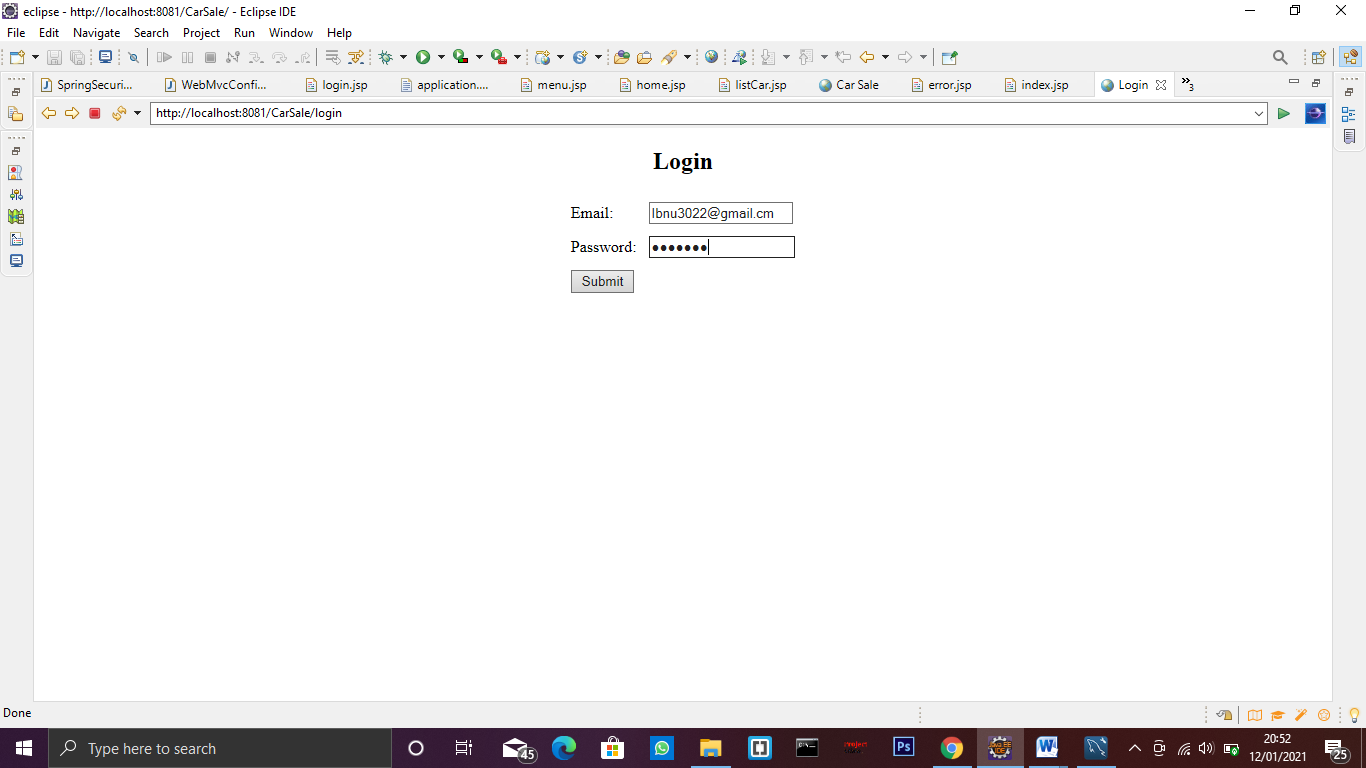 eclipse - http://localhost:8081/CarSale/ - Eclipse IDE
File Edit Navigate Search Project Run Window Help
SpringSecuri... WebMvcConfi... login.jsp application.... menu.jsp home.jsp listCar.jsp Car Sale error.jsp index.jsp Login »3
http://localhost:8081/CarSale/login
Login
Email: Ibnu3022@gmail.cm
Password: •••••••
Submit
Done
Type here to search
45
Ps
20:52
12/01/2021
25